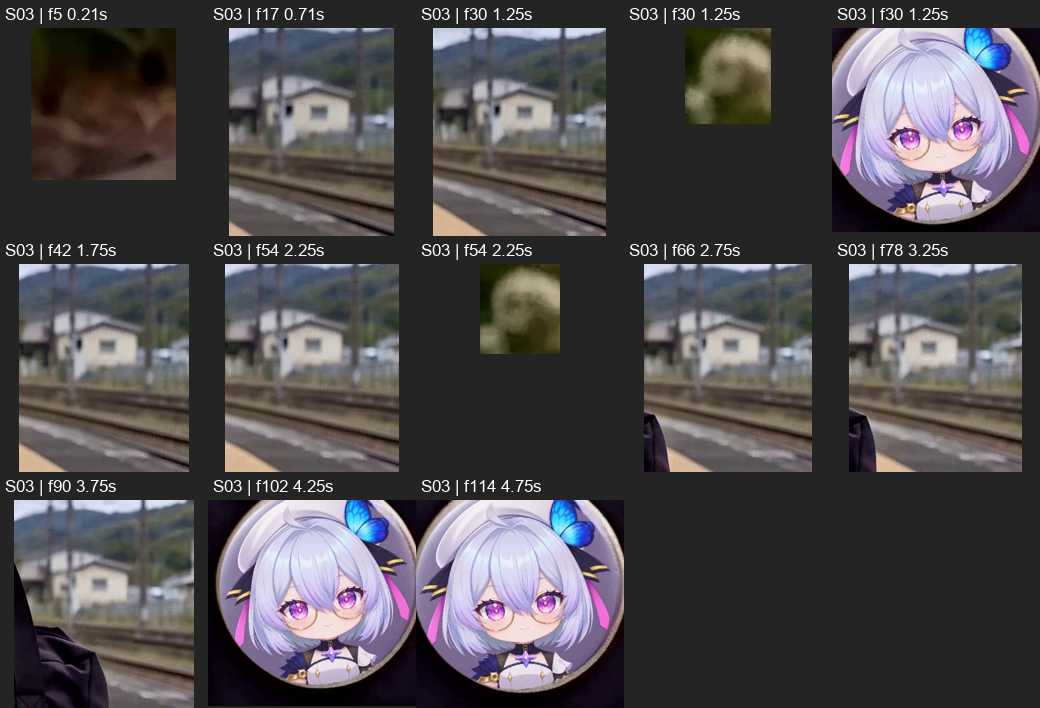 S03 | f5 0.21s
S03 | f17 0.71s
S03 | f30 1.25s
S03 | f30 1.25s
S03 | f30 1.25s
S03 | f42 1.75s
S03 | f54 2.25s
S03 | f54 2.25s
S03 | f66 2.75s
S03 | f78 3.25s
S03 | f90 3.75s
S03 | f102 4.25s
S03 | f114 4.75s